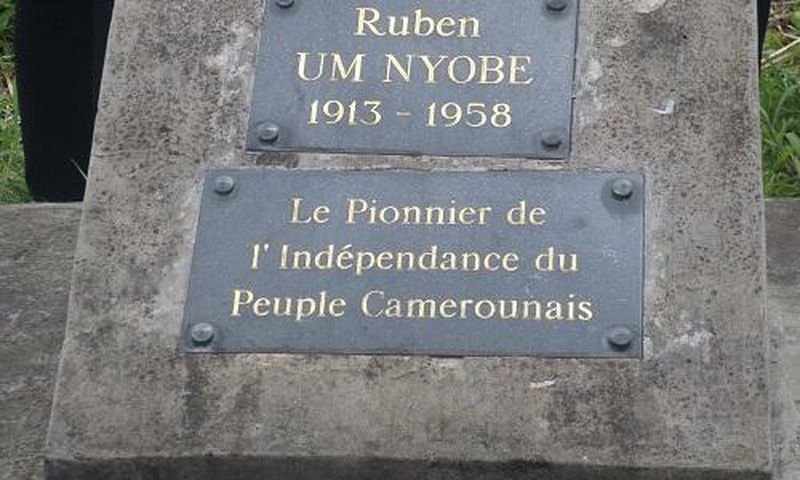 Ruben
UM NYOBE
1913 - 1958
Le Pionnier de
l'Indépendance du
Peuple Camerounais